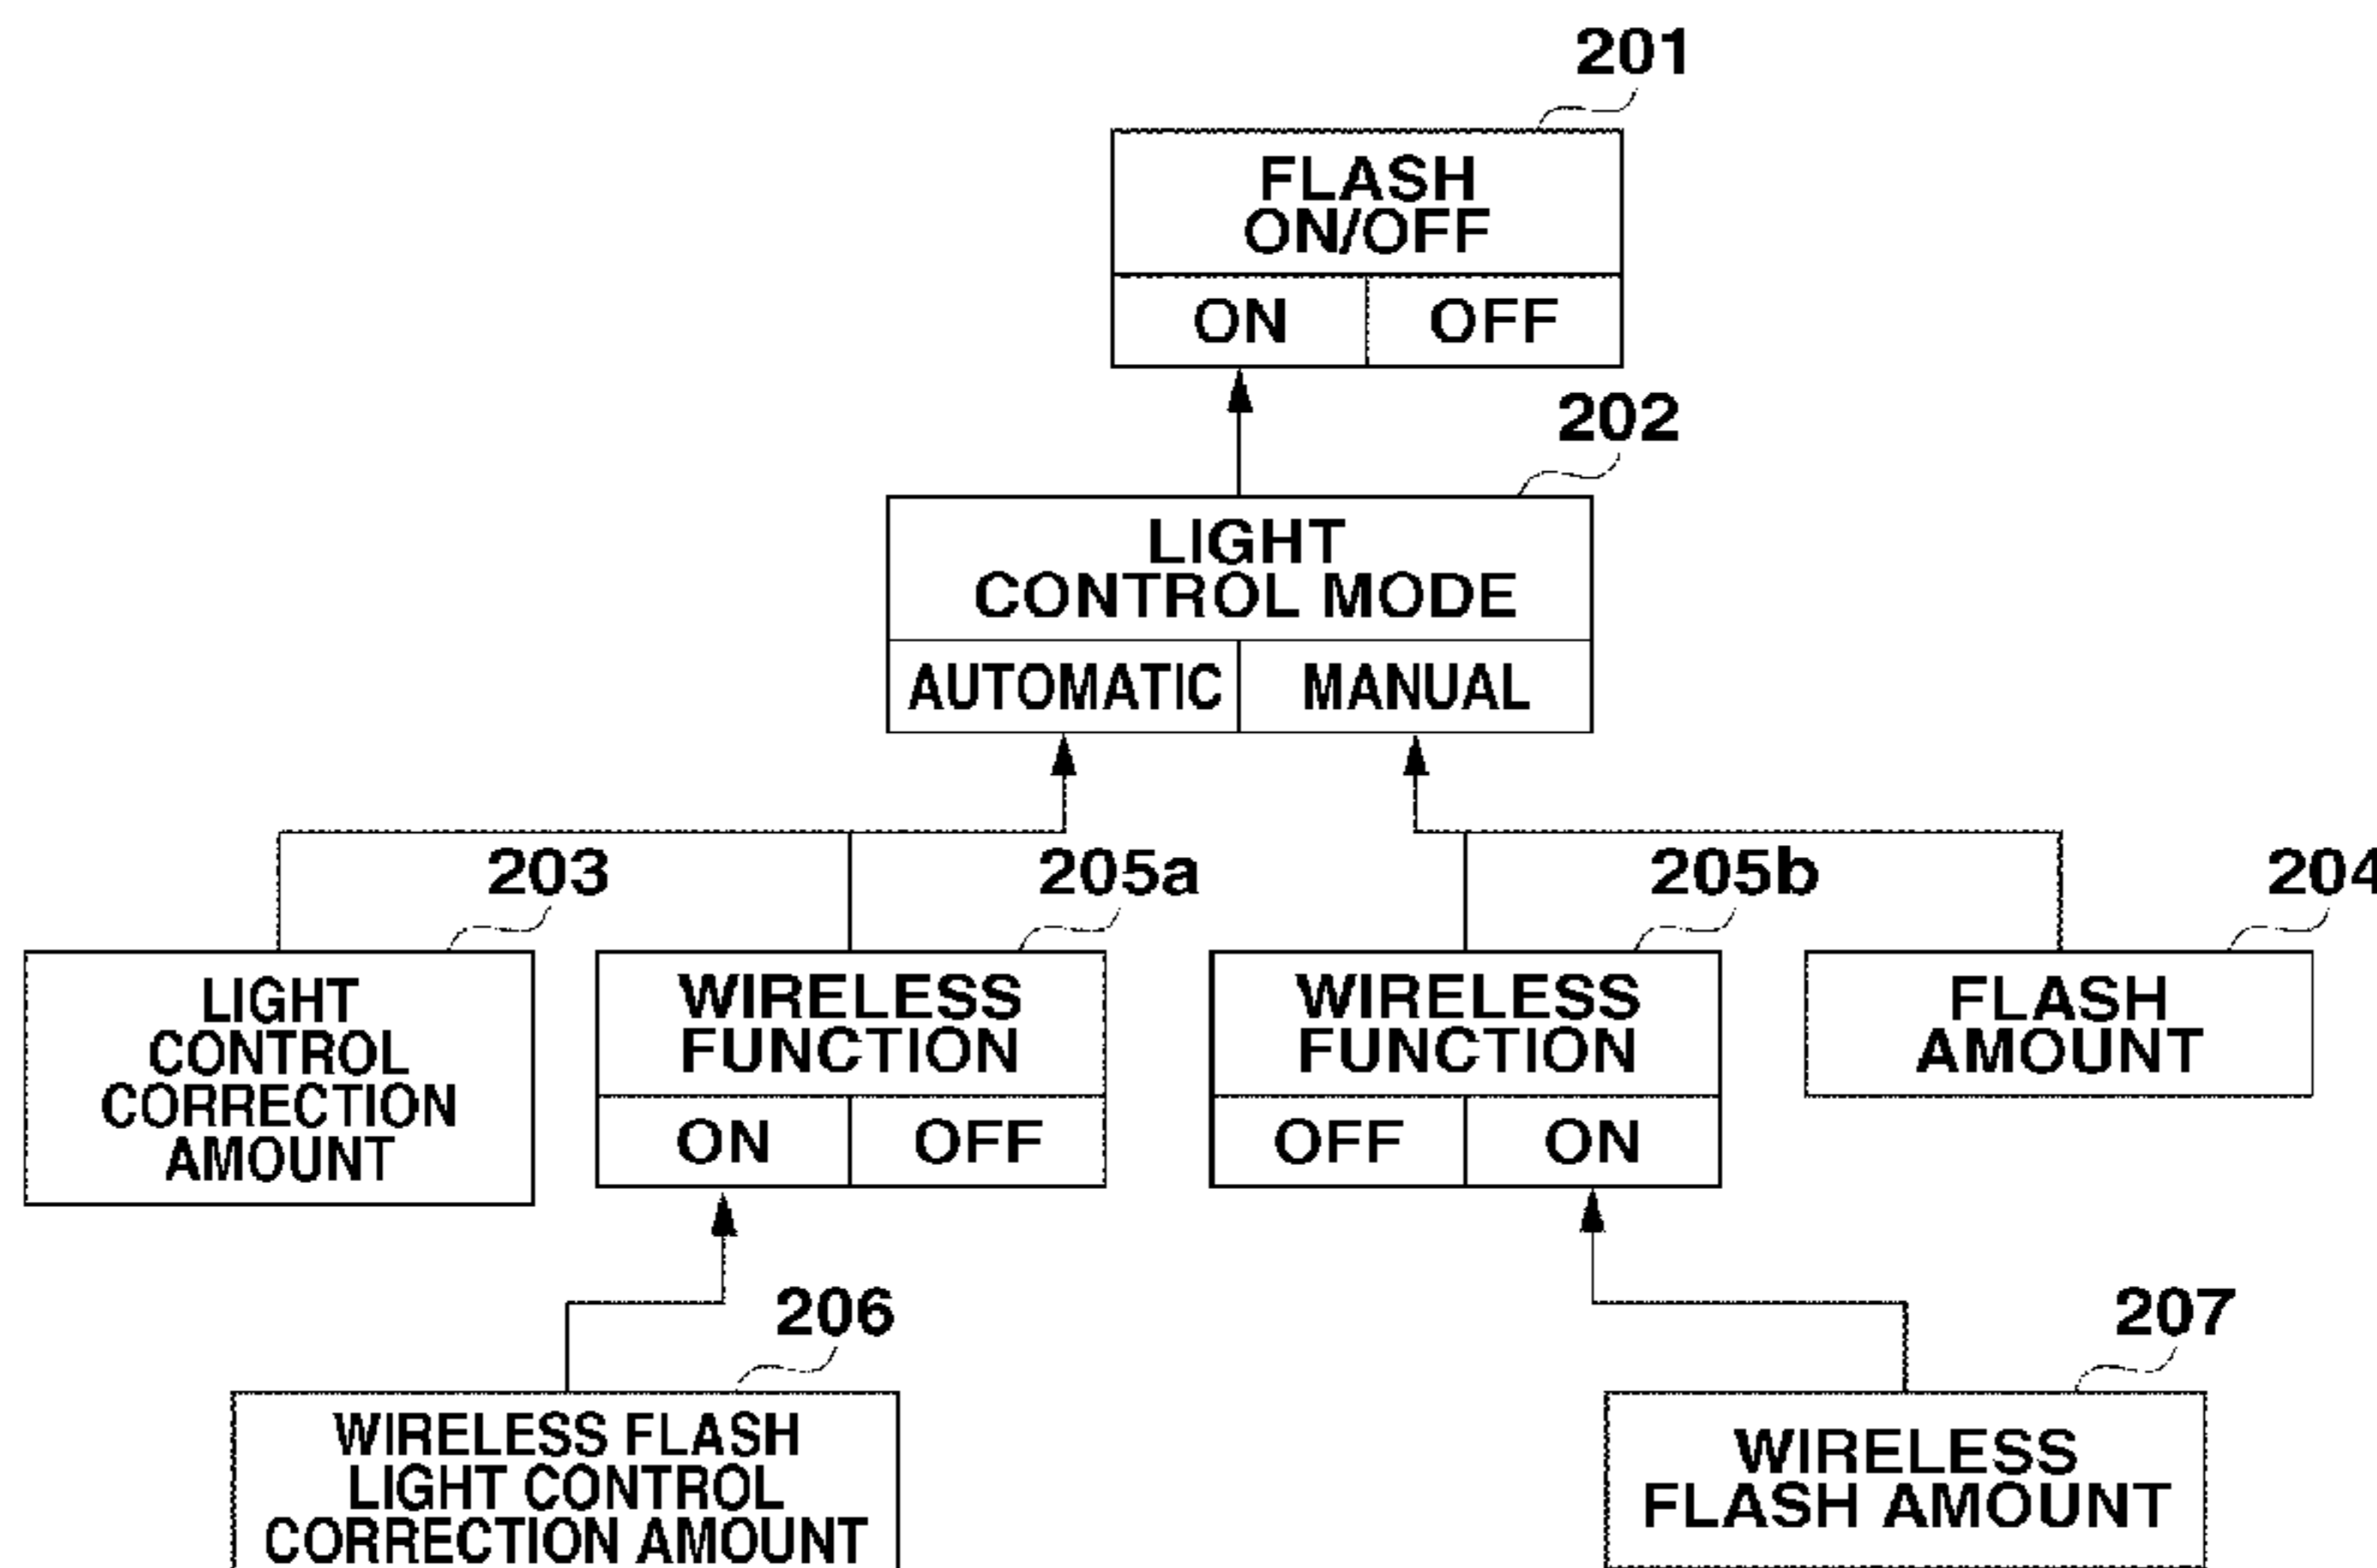 201
FLASH
ON/OFF
ON OFF
202
LIGHT
CONTROL MODE
AUTOMATIC MANUAL
203 205a 205b 204
LIGHT
CONTROL
CORRECTION
AMOUNT
WIRELESS
FUNCTION
ON OFF
WIRELESS
FUNCTION
OFF ON
FLASH
AMOUNT
206
WIRELESS FLASH
LIGHT CONTROL
CORRECTION AMOUNT
207
WIRELESS
FLASH AMOUNT